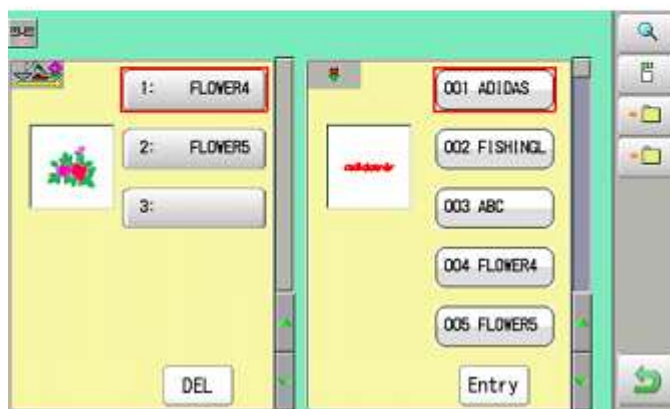 1: FLOWER4
2: FLOWER5
3:
DEL
001 ADIDAS
002 FISHINGL
003 ABC
004 FLOWER4
005 FLOWER5
Entry